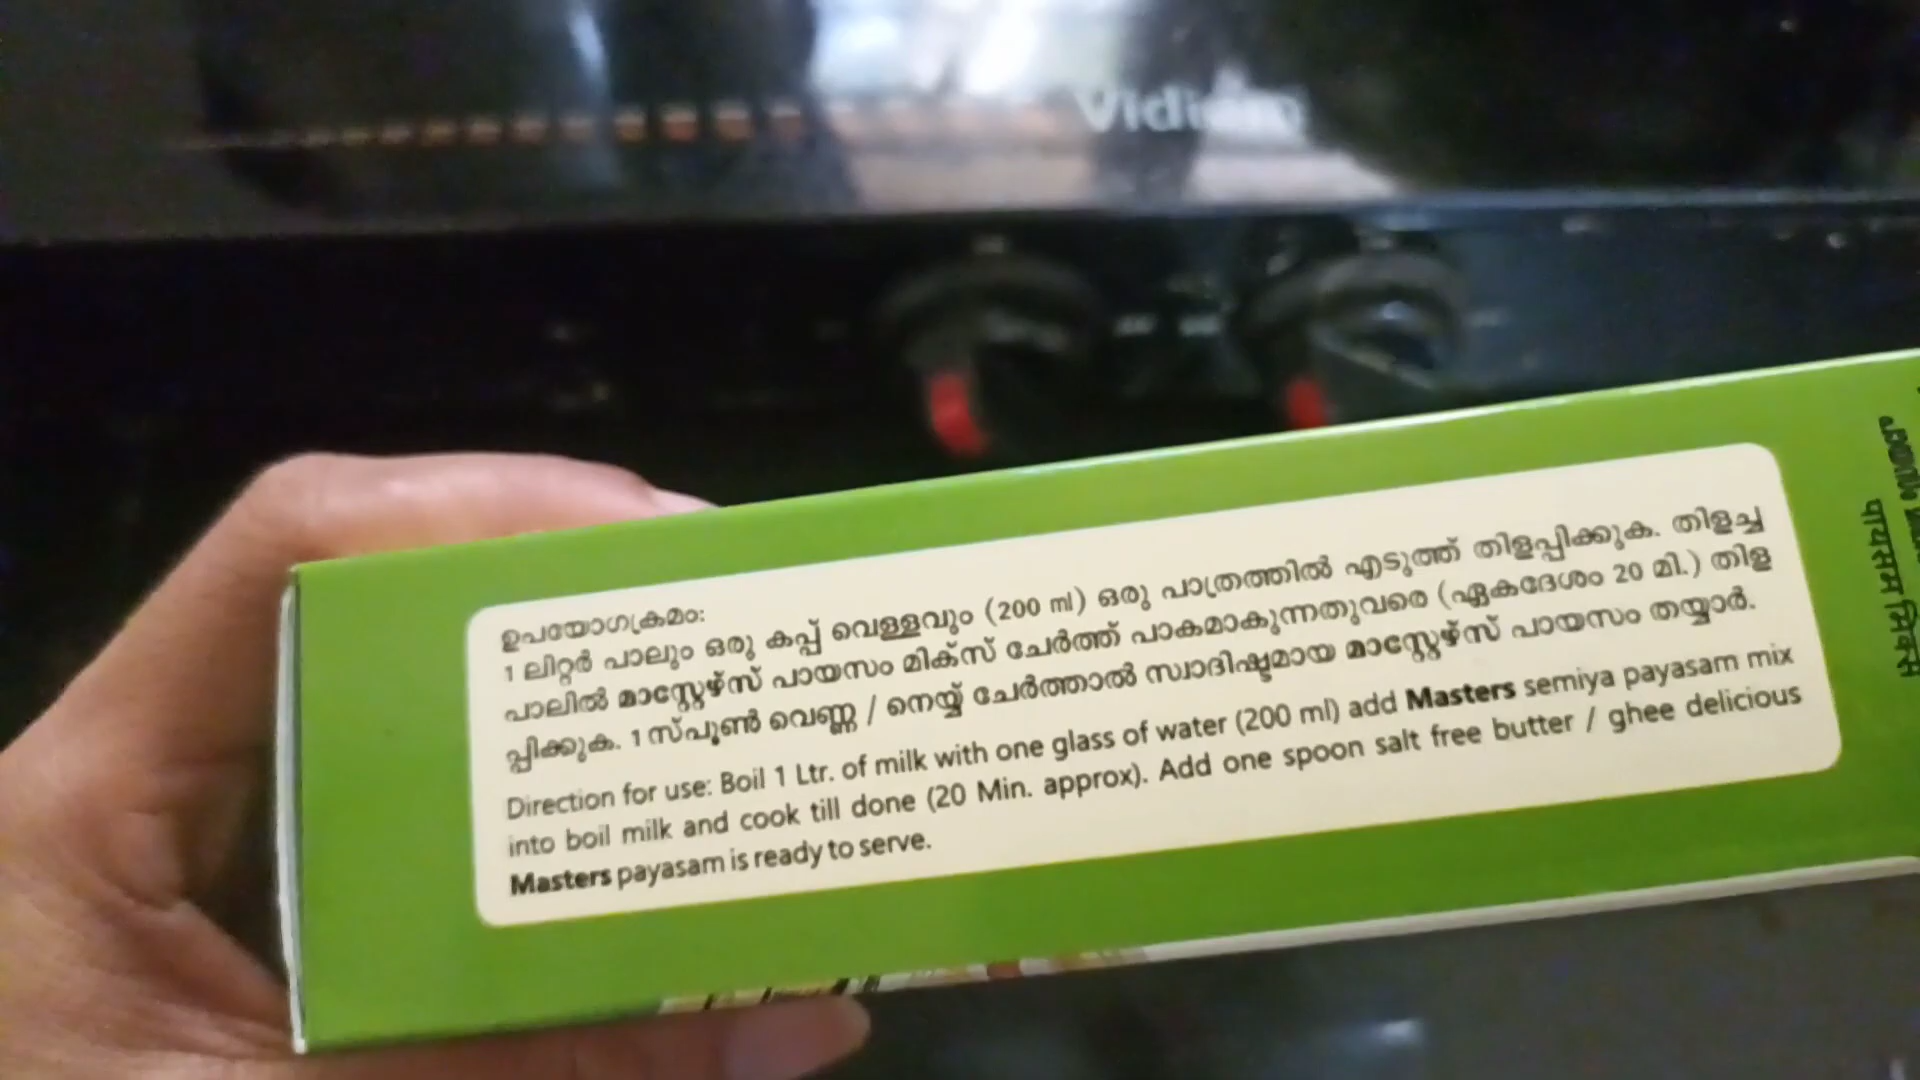 ഉപയോഗക്രമം:
1 ലിറ്റർ പാലും ഒരു കപ്പ് വെള്ളവും (200 ml) ഒരു പാത്രത്തിൽ എടുത്ത് തിളപ്പിക്കുക. തിളച്ച
പാലിൽ മാസ്റ്റേഴ്സ് പായസം മിക്സ് ചേർത്ത് പാകമാകുന്നതുവരെ (ഏകദേശം 20 മി.) തിള
പ്പിക്കുക. 1 സ്പൂൺ വെണ്ണ / നെയ്യ് ചേർത്താൽ സ്വാദിഷ്ടമായ മാസ്റ്റേഴ്സ് പായസം തയ്യാർ.
Direction for use: Boil 1 Ltr. of milk with one glass of water (200 ml) add Masters semiya payasam mix
into boil milk and cook till done (20 Min. approx). Add one spoon salt free butter / ghee delicious
Masters payasam is ready to serve.
पायसम मिक्स